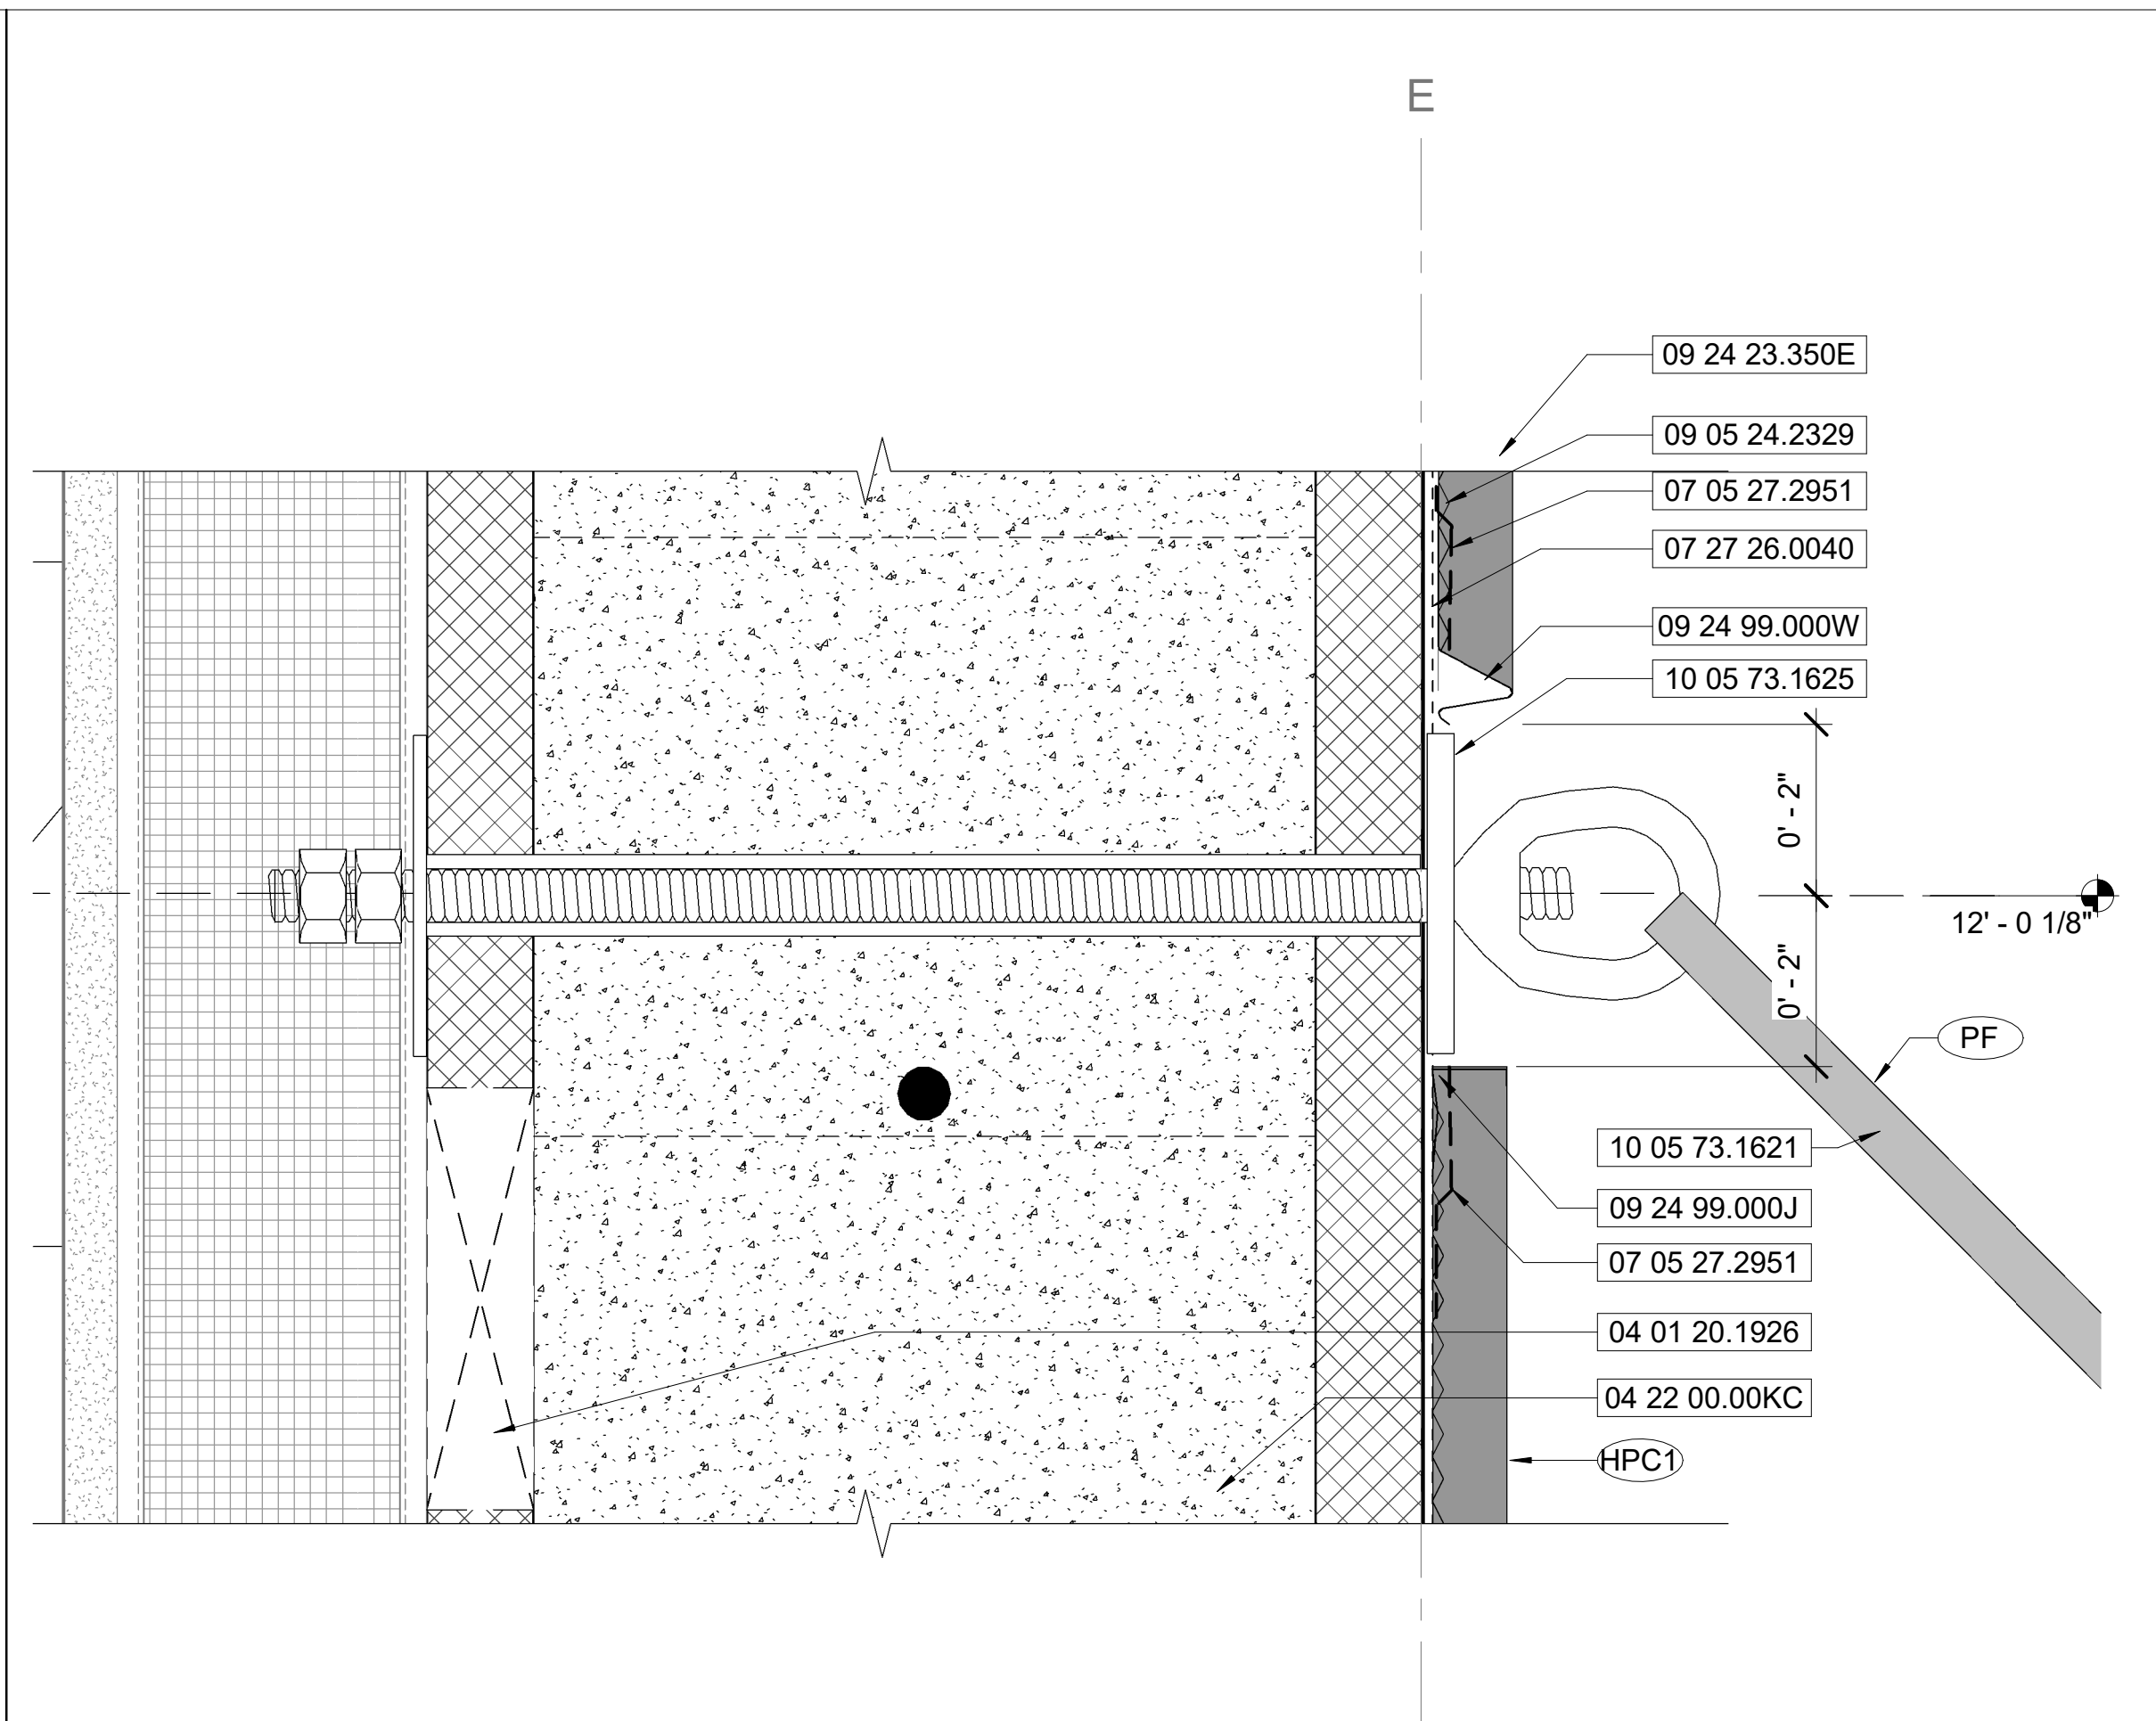 E
09 24 23.350E
09 05 24.2329
07 05 27.2951
07 27 26.0040
09 24 99.000W
10 05 73.1625
0' - 2"
12' - 0 1/8"
0' - 2"
PF
10 05 73.1621
09 24 99.000J
07 05 27.2951
04 01 20.1926
04 22 00.00KC
HPC1